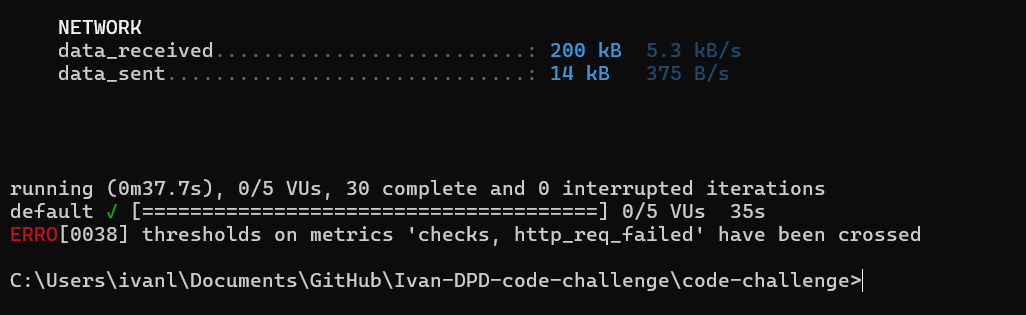 NETWORK
data_received..........................: 200 kB  5.3 kB/s
data_sent..............................: 14 kB   375 B/s
running (0m37.7s), 0/5 VUs, 30 complete and 0 interrupted iterations
default ✓ [======================================] 0/5 VUs  35s
ERRO[0038] thresholds on metrics 'checks, http_req_failed' have been crossed
C:\Users\ivanl\Documents\GitHub\Ivan-DPD-code-challenge\code-challenge>